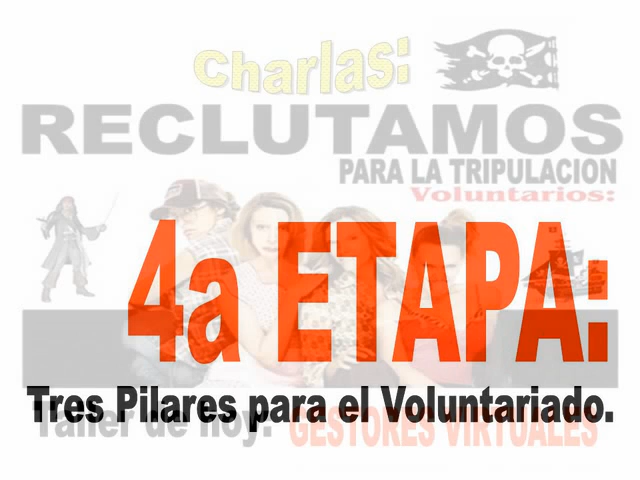 Charlas:
RECLUTAMOS
PARA LA TRIPULACION
Voluntarios:
4a ETAPA:
Tres Pilares para el Voluntariado.
Taller de hoy: GESTORES VIRTUALES